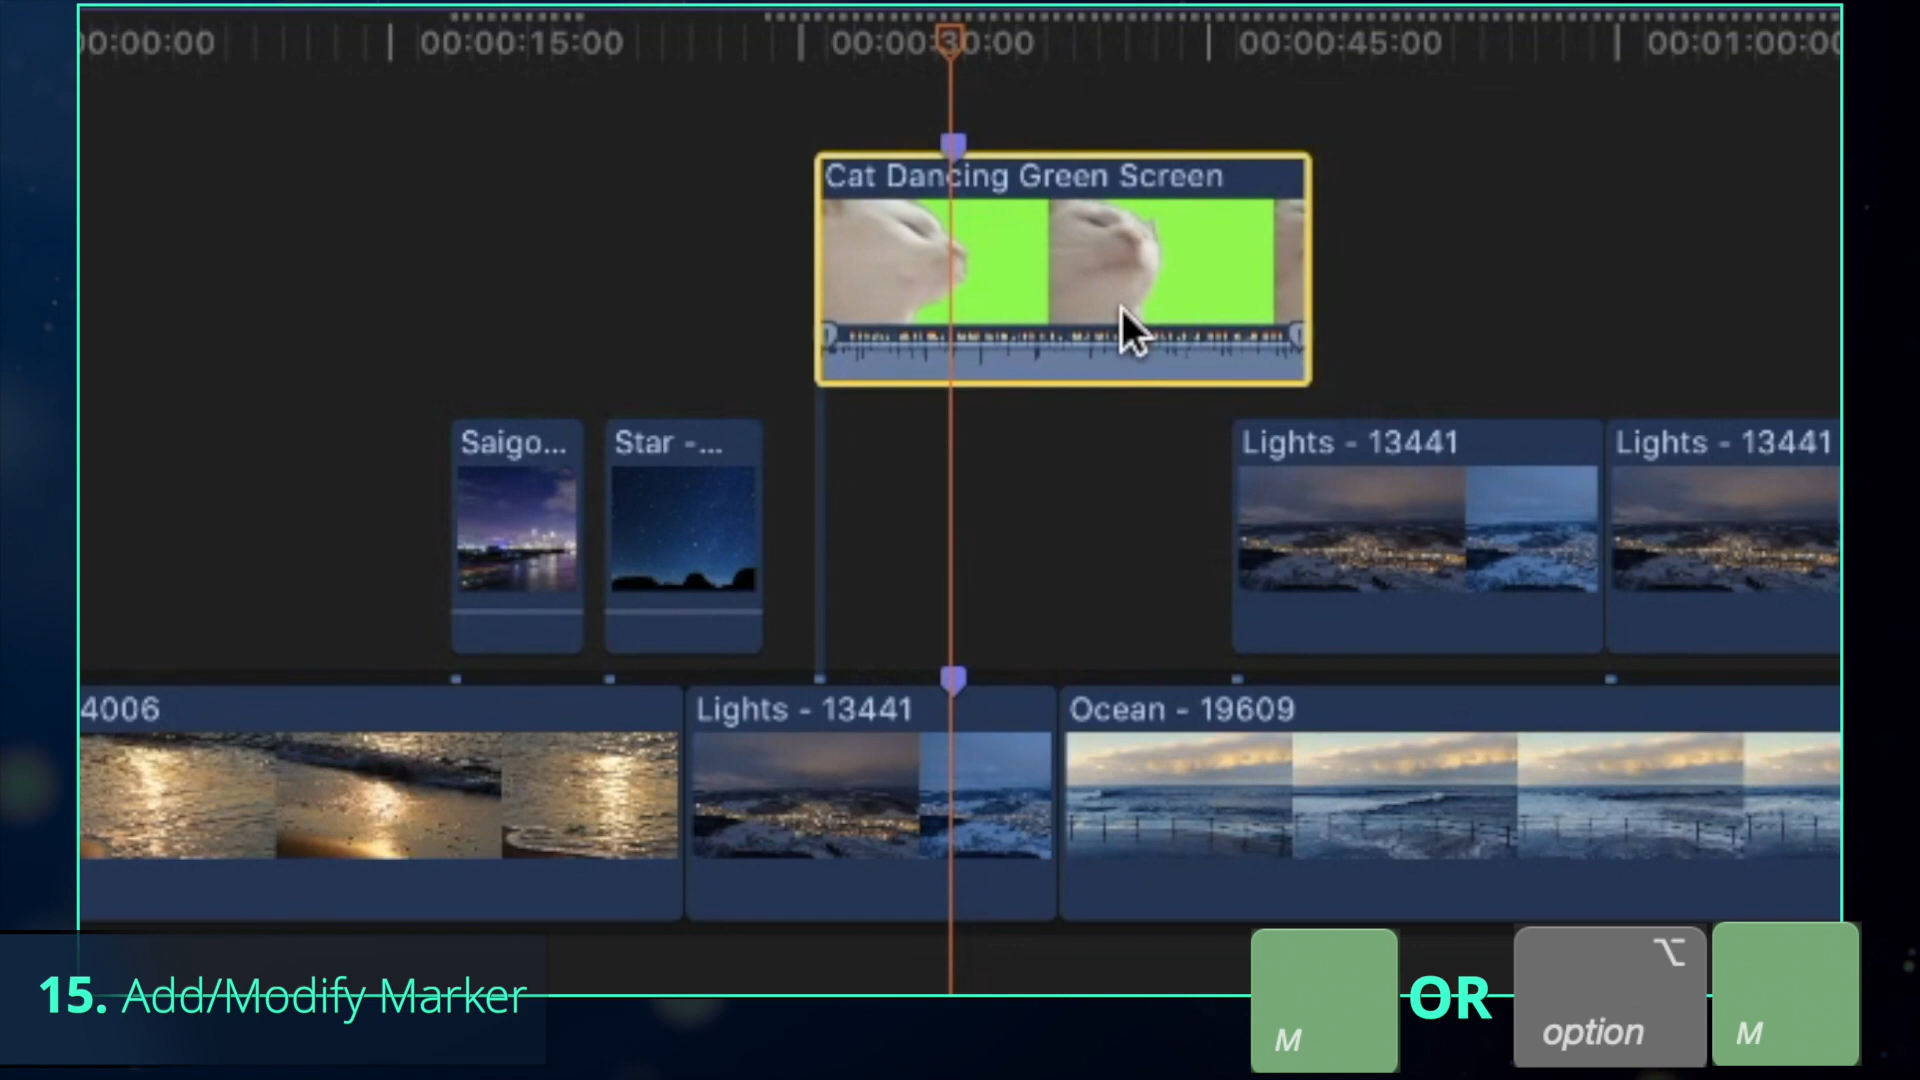 00:00:00 00:00:15:00 00:00:30:00 00:00:45:00 00:01:00:00
Cat Dancing Green Screen
Saigo... Star -... Lights - 13441 Lights - 13441
4006 Lights - 13441 Ocean - 19609
15. Add/Modify Marker
M OR ⌥ option M